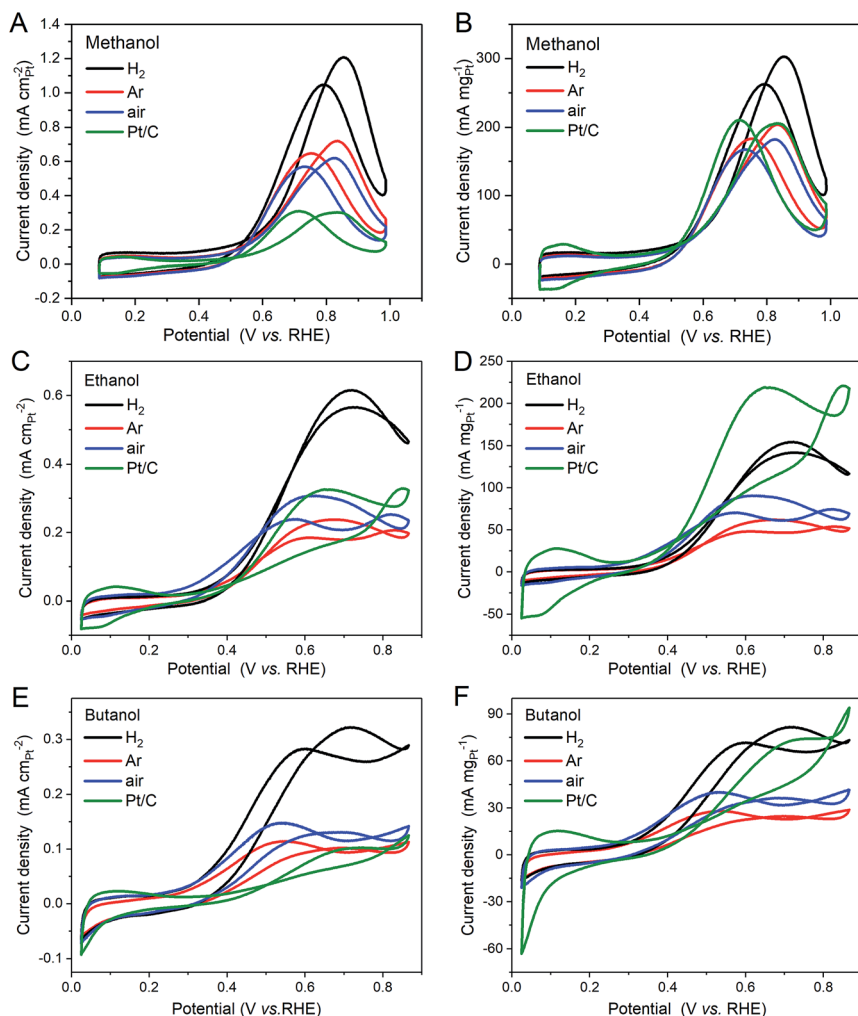 A
Methanol
H₂
Ar
air
Pt/C
Current density (mA cm⁻²Pt)
1.4
1.2
1.0
0.8
0.6
0.4
0.2
0.0
-0.2
0.0 0.2 0.4 0.6 0.8 1.0
Potential (V vs. RHE)
B
Methanol
H₂
Ar
air
Pt/C
Current density (mA mg⁻¹Pt)
300
200
100
0
0.0 0.2 0.4 0.6 0.8 1.0
Potential (V vs. RHE)
C
Ethanol
H₂
Ar
air
Pt/C
Current density (mA cmPt⁻²)
0.6
0.4
0.2
0.0
0.0 0.2 0.4 0.6 0.8
Potential (V vs. RHE)
D
Ethanol
H₂
Ar
air
Pt/C
Current density (mA mgPt⁻¹)
250
200
150
100
50
0
-50
0.0 0.2 0.4 0.6 0.8
Potential (V vs. RHE)
E
Butanol
H₂
Ar
air
Pt/C
Current density (mA cmPt⁻²)
0.3
0.2
0.1
0.0
-0.1
0.0 0.2 0.4 0.6 0.8
Potential (V vs.RHE)
F
Butanol
H₂
Ar
air
Pt/C
Current density (mA mgPt⁻¹)
90
60
30
0
-30
-60
0.0 0.2 0.4 0.6 0.8
Potential (V vs. RHE)